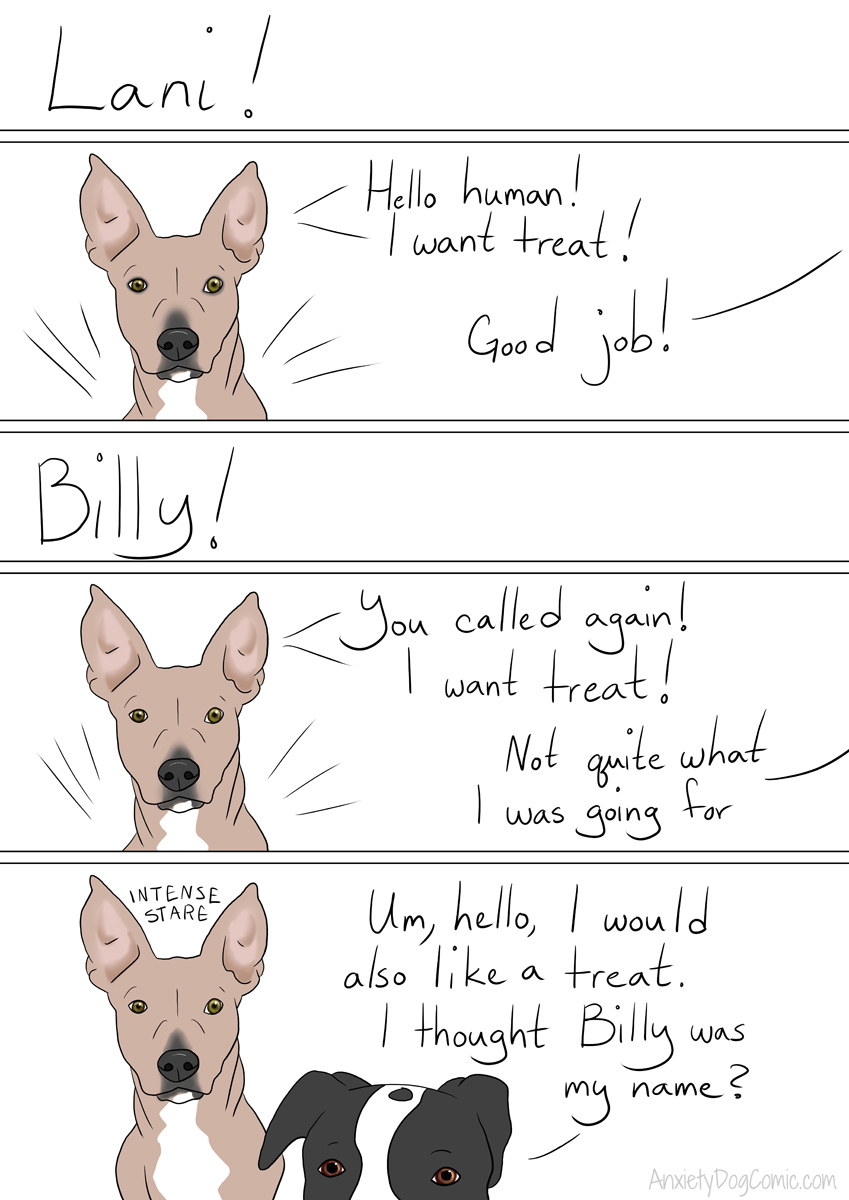 Lani!
Hello human!
I want treat!
Good job!
Billy!
You called again!
I want treat!
Not quite what
I was going for
INTENSE
STARE
Um, hello, I would
also like a treat.
I thought Billy was
my name?
AnxietyDogComic.com